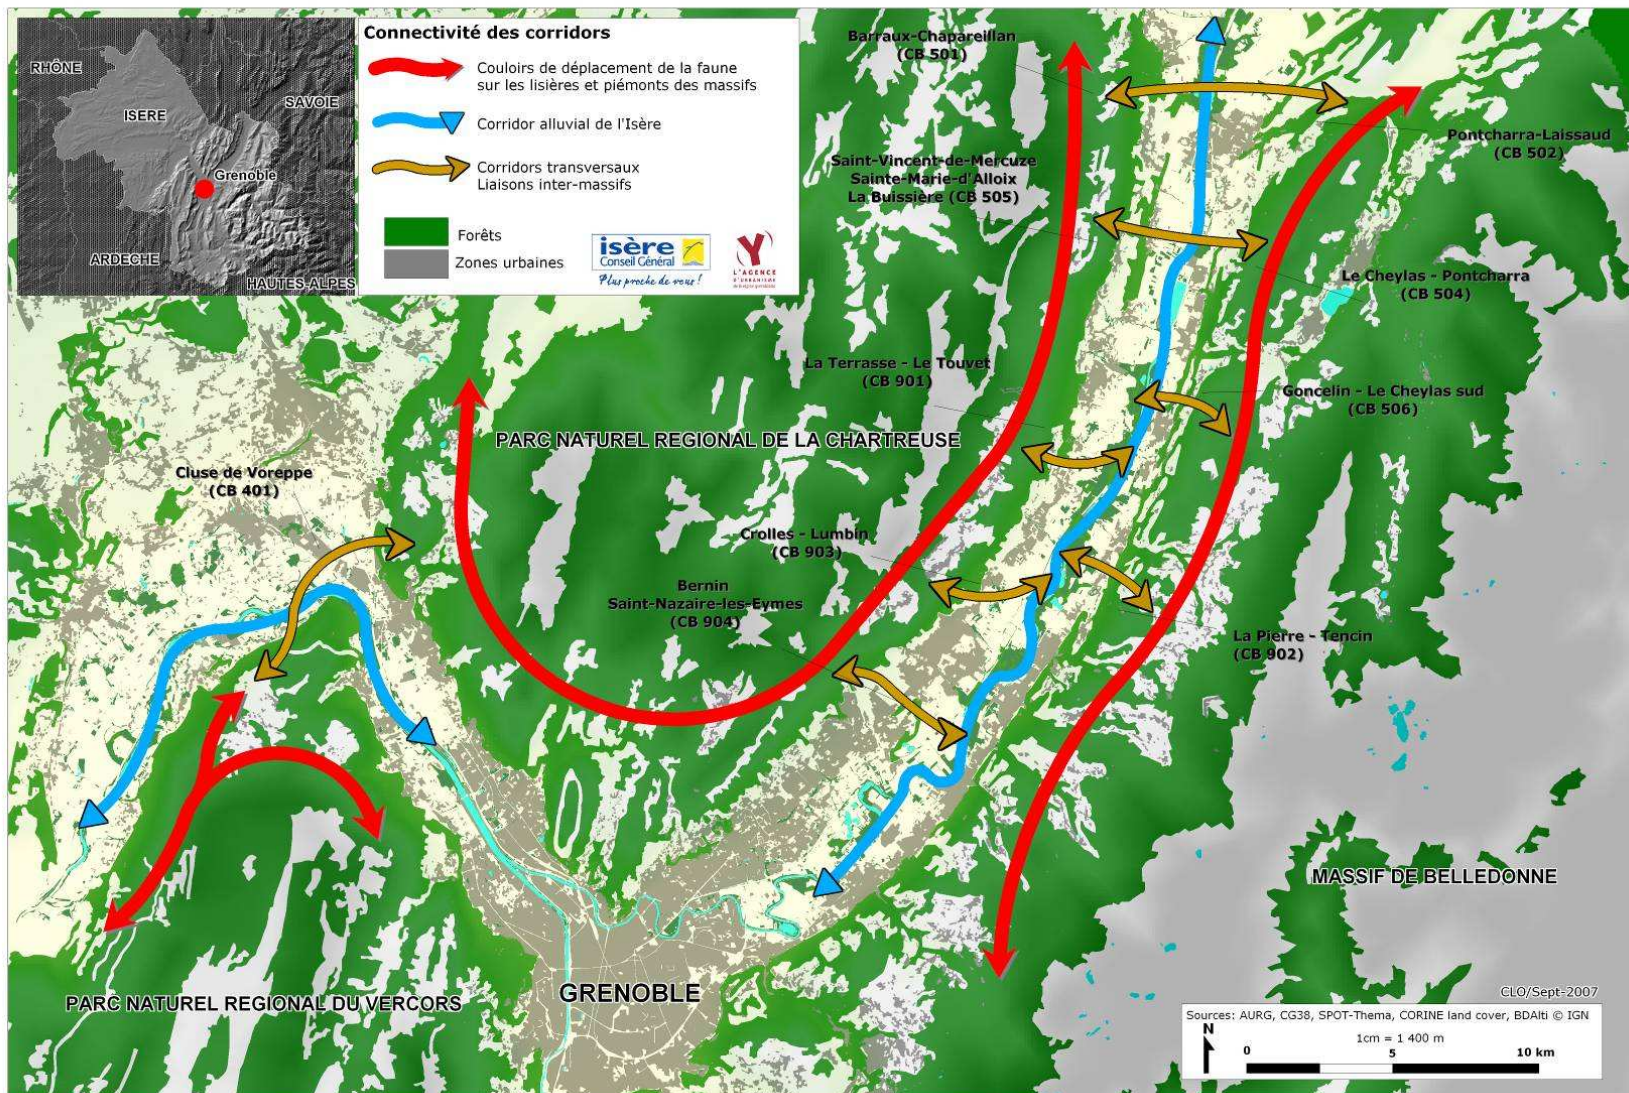 RHÔNE
ISERE
SAVOIE
Grenoble
ARDECHE
HAUTES-ALPES
Connectivité des corridors
Couloirs de déplacement de la faune
sur les lisières et piémonts des massifs
Corridor alluvial de l'Isère
Corridors transversaux
Liaisons inter-massifs
Forêts
Zones urbaines
isère
Conseil Général
Plus proche de vous !
L'AGENCE
D'URBANISME
Barraux-Chapareillan
(CB 501)
Pontcharra-Laissaud
(CB 502)
Saint-Vincent-de-Mercuze
Sainte-Marie-d'Alloix
La Buissière (CB 505)
Le Cheylas - Pontcharra
(CB 504)
La Terrasse - Le Touvet
(CB 901)
Goncelin - Le Cheylas sud
(CB 506)
PARC NATUREL REGIONAL DE LA CHARTREUSE
Cluse de Voreppe
(CB 401)
Crolles - Lumbin
(CB 903)
Bernin
Saint-Nazaire-les-Eymes
(CB 904)
La Pierre - Tencin
(CB 902)
MASSIF DE BELLEDONNE
PARC NATUREL REGIONAL DU VERCORS
GRENOBLE
CLO/Sept-2007
Sources: AURG, CG38, SPOT-Thema, CORINE land cover, BDAlti © IGN
N
1cm = 1 400 m
0 5 10 km